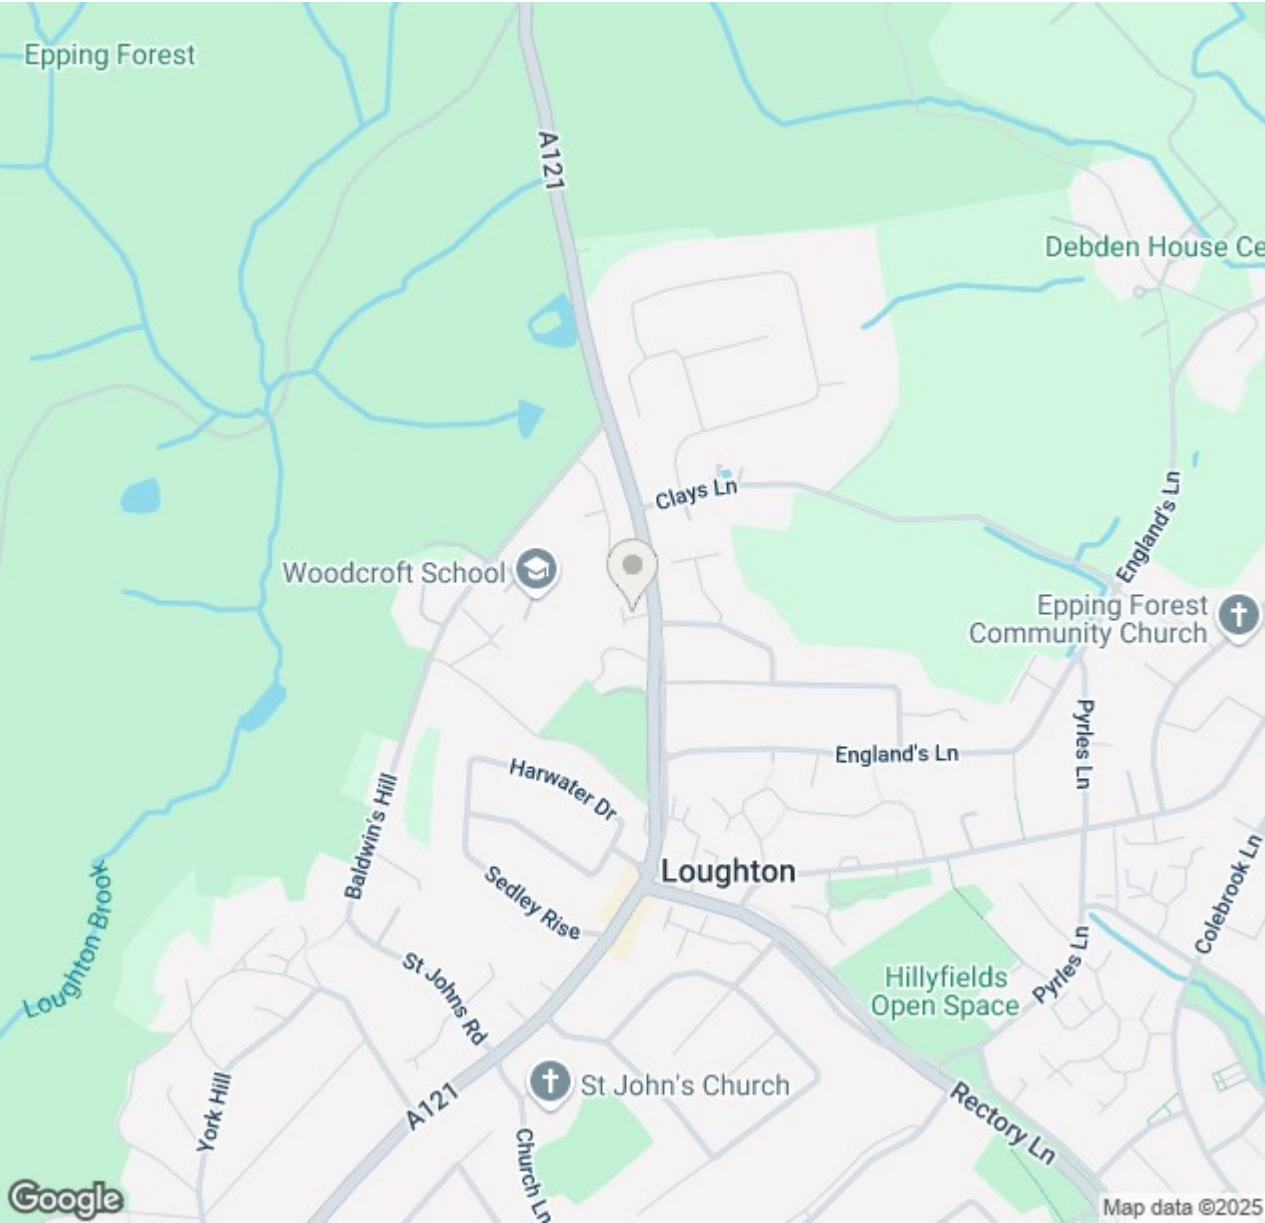 Epping Forest
A121
Debden House Ce
Clays Ln
England's Ln
Woodcroft School
Epping Forest
Community Church
Pyrles Ln
England's Ln
Harwater Dr
Baldwin's Hill
Loughton
Sedley Rise
Colebrook Ln
Loughton Brook
St Johns Rd
Hillyfields
Open Space
Pyrles Ln
St John's Church
A121
York Hill
Rectory Ln
Church Ln
Google
Map data ©2025